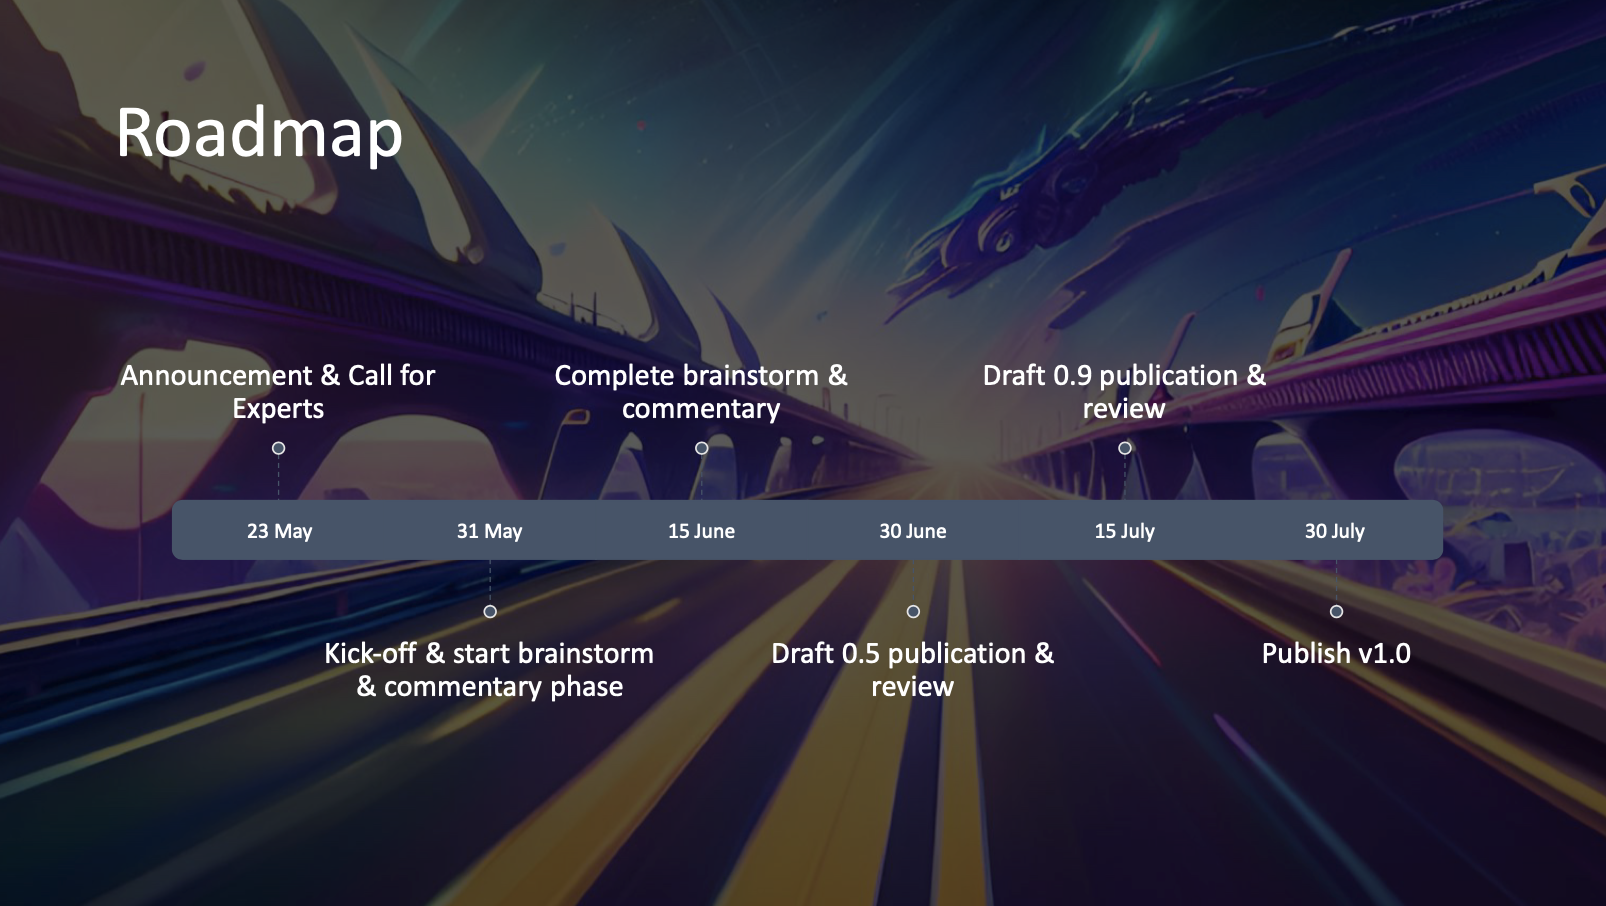 Roadmap
Announcement & Call for
Experts
Complete brainstorm &
commentary
Draft 0.9 publication &
review
23 May
31 May
15 June
30 June
15 July
30 July
Kick-off & start brainstorm
& commentary phase
Draft 0.5 publication &
review
Publish v1.0